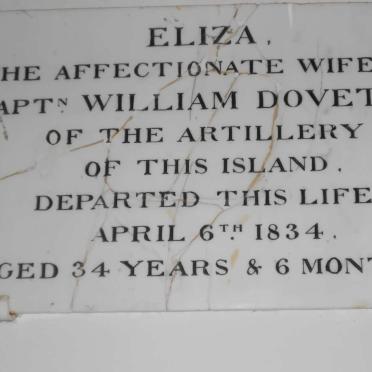 ELIZA,
HE AFFECTIONATE WIFE
APTN WILLIAM DOVET
OF THE ARTILLERY
OF THIS ISLAND.
DEPARTED THIS LIFE
APRIL 6TH. 1834.
GED 34 YEARS & 6 MONT